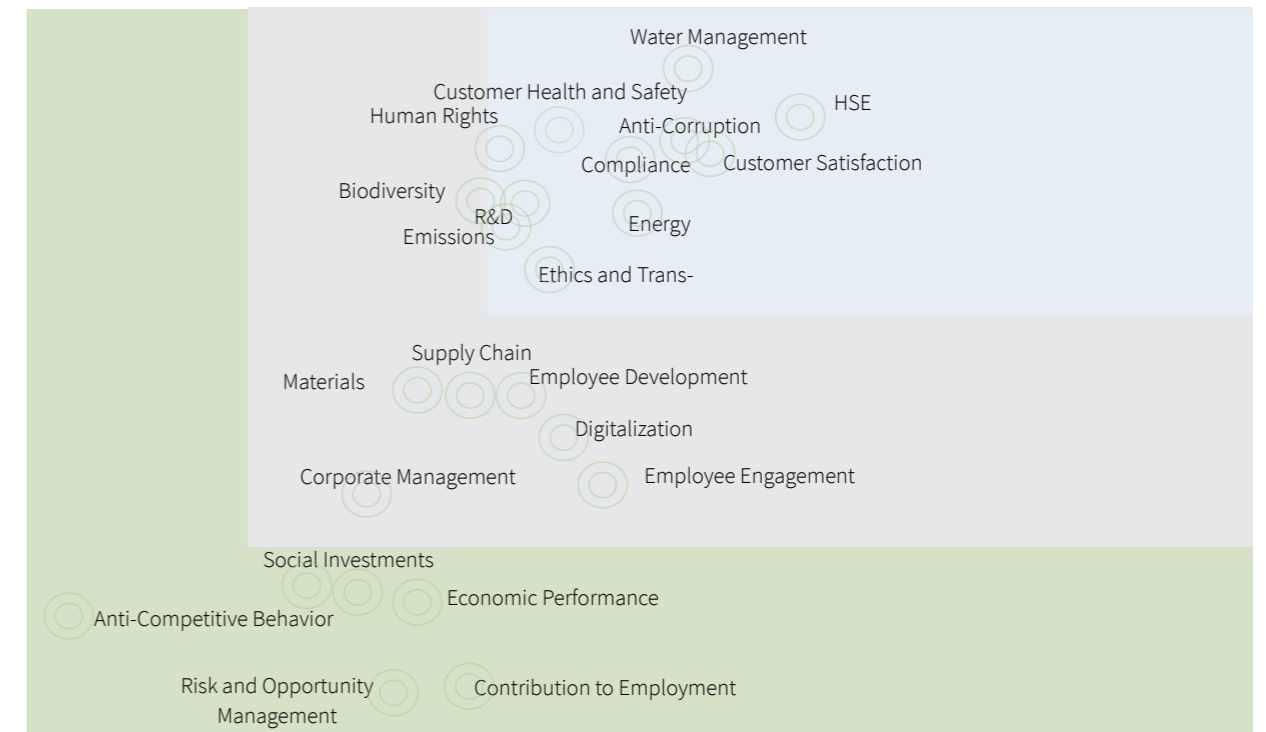 Water Management
Customer Health and Safety
HSE
Human Rights
Anti-Corruption
Compliance
Customer Satisfaction
Biodiversity
R&D
Energy
Emissions
Ethics and Trans-
Supply Chain
Materials
Employee Development
Digitalization
Corporate Management
Employee Engagement
Social Investments
Economic Performance
Anti-Competitive Behavior
Risk and Opportunity
Management
Contribution to Employment